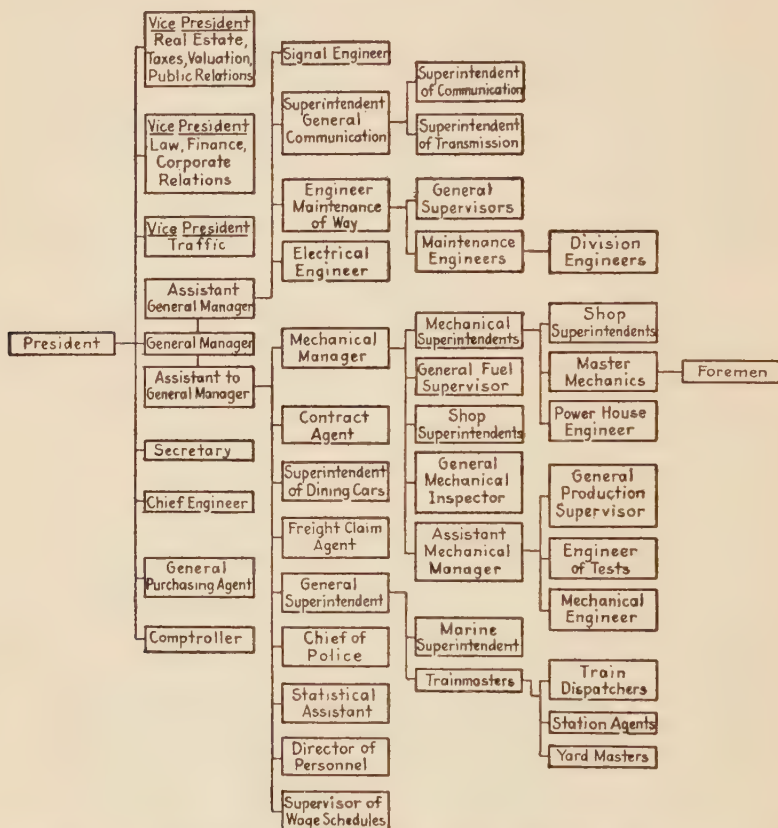 Vice President
Real Estate,
Taxes, Valuation,
Public Relations
Vice President
Law, Finance,
Corporate
Relations
Vice President
Traffic
Assistant
General Manager
President
General Manager
Assistant to
General Manager
Secretary
Chief Engineer
General
Purchasing Agent
Comptroller
Signal Engineer
Superintendent
General
Communication
Engineer
Maintenance
of Way
Electrical
Engineer
Mechanical
Manager
Contract
Agent
Superintendent
of Dining Cars
Freight Claim
Agent
General
Superintendent
Chief of
Police
Statistical
Assistant
Director of
Personnel
Supervisor of
Wage Schedules
Superintendent
of Communication
Superintendent
of Transmission
General
Supervisors
Maintenance
Engineers
Division
Engineers
Mechanical
Superintendents
General Fuel
Supervisor
Shop
Superintendents
General
Mechanical
Inspector
Assistant
Mechanical
Manager
Marine
Superintendent
Trainmasters
Shop
Superintendents
Master
Mechanics
Power House
Engineer
Foremen
General
Production
Supervisor
Engineer
of Tests
Mechanical
Engineer
Train
Dispatchers
Station Agents
Yard Masters